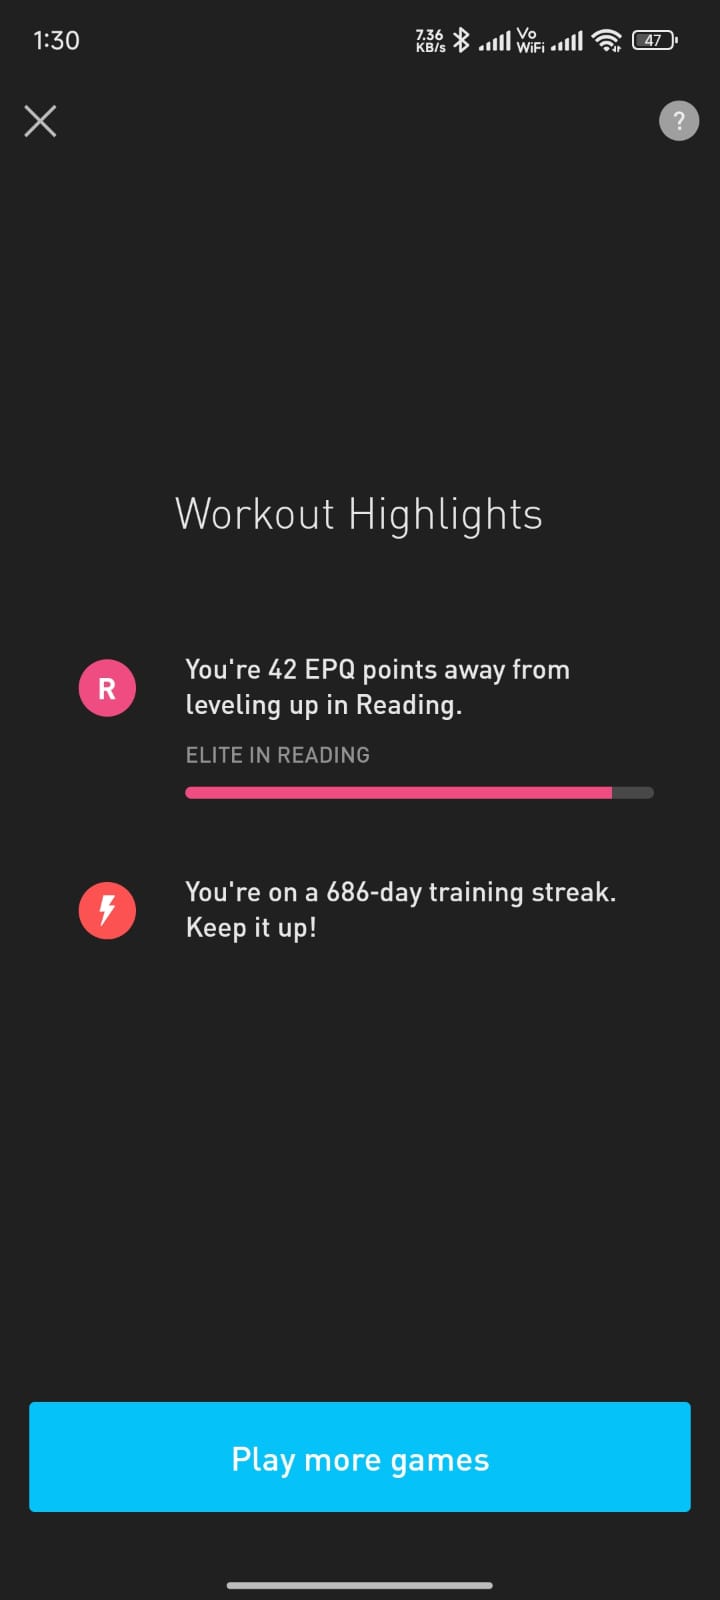 1:30
7.36
KB/s
Vo
WiFi
47
?
Workout Highlights
R
You're 42 EPQ points away from
leveling up in Reading.
ELITE IN READING
You're on a 686-day training streak.
Keep it up!
Play more games